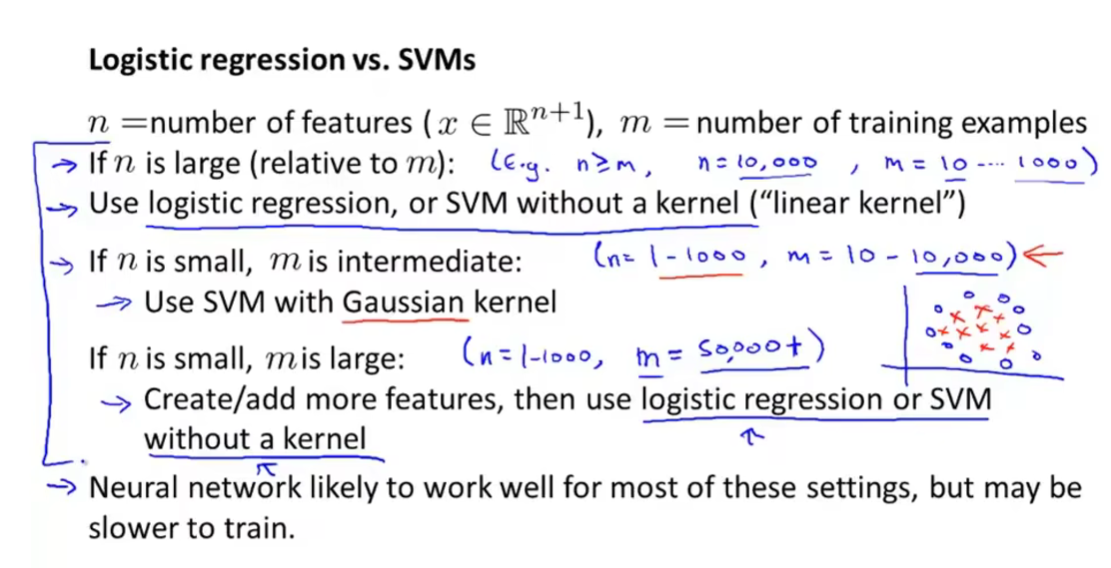 Logistic regression vs. SVMs
n =number of features (x ∈ ℝⁿ⁺¹), m =number of training examples
→ If n is large (relative to m): (E.g. n≥m, n=10,000, m=10 .... 1000)
→ Use logistic regression, or SVM without a kernel (“linear kernel”)
→ If n is small, m is intermediate: (n=1-1000, m=10-10,000) ←
→ Use SVM with Gaussian kernel
If n is small, m is large: (n=1-1000, m=50,000+)
→ Create/add more features, then use logistic regression or SVM
without a kernel
→ Neural network likely to work well for most of these settings, but may be
slower to train.